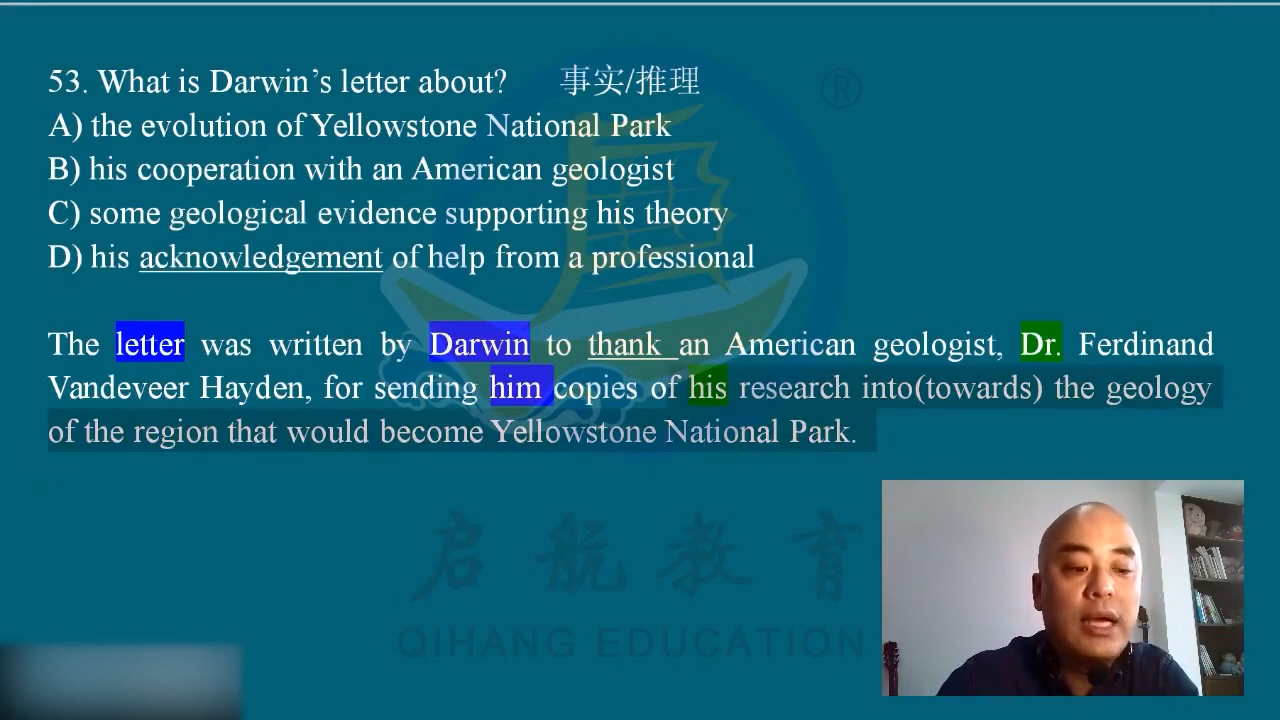 53. What is Darwin’s letter about? 事实/推理
A) the evolution of Yellowstone National Park
B) his cooperation with an American geologist
C) some geological evidence supporting his theory
D) his acknowledgement of help from a professional
The letter was written by Darwin to thank an American geologist, Dr. Ferdinand
Vandeveer Hayden, for sending him copies of his research into(towards) the geology
of the region that would become Yellowstone National Park.
启航教育
QIHANG EDUCATION
®